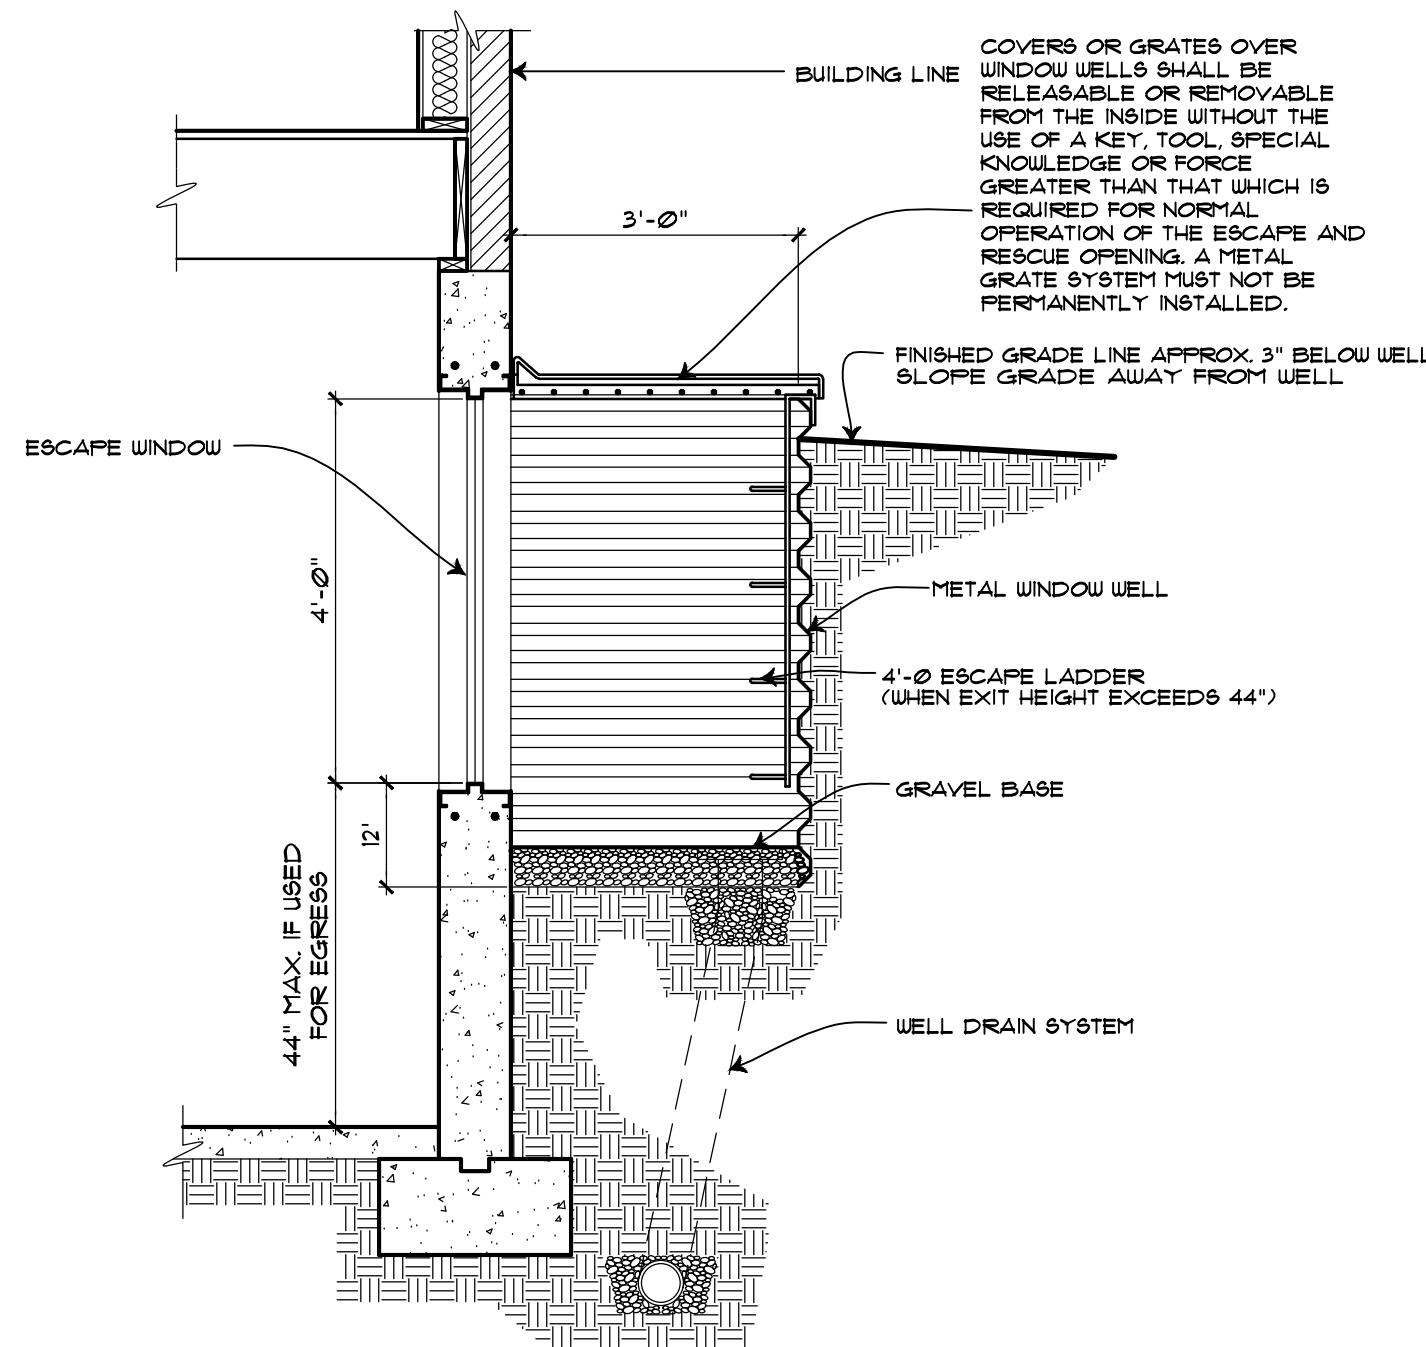 BUILDING LINE
COVERS OR GRATES OVER
WINDOW WELLS SHALL BE
RELEASABLE OR REMOVABLE
FROM THE INSIDE WITHOUT THE
USE OF A KEY, TOOL, SPECIAL
KNOWLEDGE OR FORCE
GREATER THAN THAT WHICH IS
REQUIRED FOR NORMAL
OPERATION OF THE ESCAPE AND
RESCUE OPENING. A METAL
GRATE SYSTEM MUST NOT BE
PERMANENTLY INSTALLED.
3'-0"
FINISHED GRADE LINE APPROX. 3" BELOW WELL
SLOPE GRADE AWAY FROM WELL
ESCAPE WINDOW
4'-0"
METAL WINDOW WELL
4'-0 ESCAPE LADDER
(WHEN EXIT HEIGHT EXCEEDS 44")
GRAVEL BASE
12'
44" MAX. IF USED
FOR EGRESS
WELL DRAIN SYSTEM